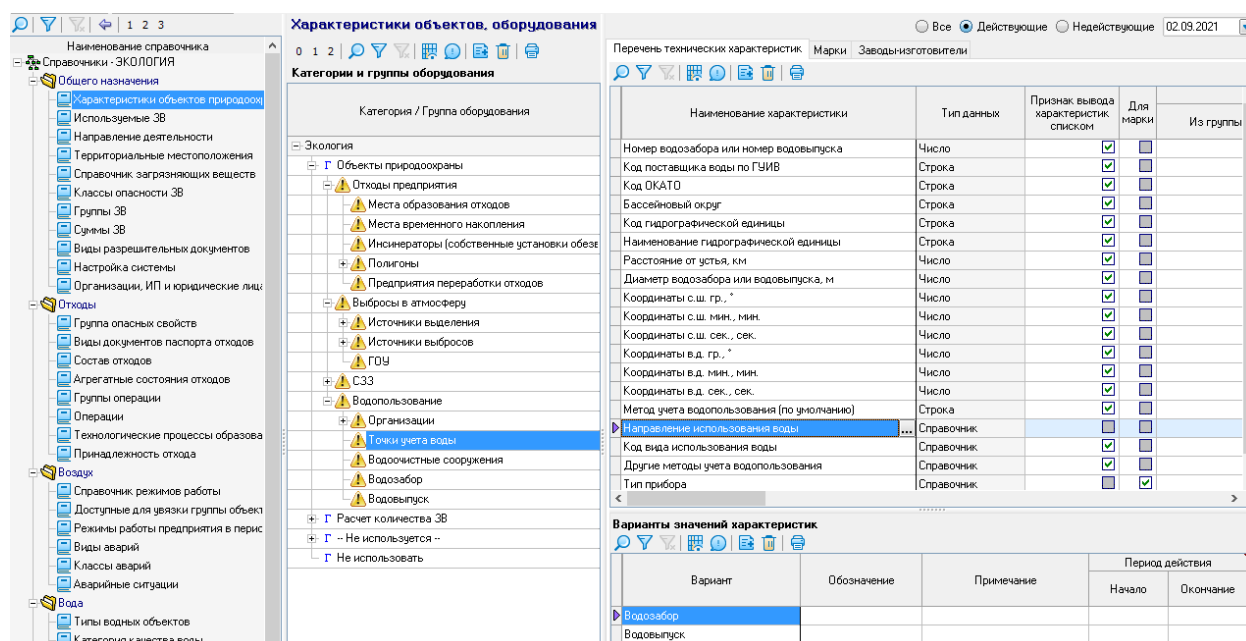 1 2 3
Наименование справочника
Справочники - ЭКОЛОГИЯ
Общего назначения
Характеристики объектов природоох
Используемые ЗВ
Направление деятельности
Территориальные местоположения
Справочник загрязняющих веществ
Классы опасности ЗВ
Группы ЗВ
Суммы ЗВ
Виды разрешительных документов
Настройка системы
Организации, ИП и юридические лица
Отходы
Группа опасных свойств
Виды документов паспорта отходов
Состав отходов
Агрегатные состояния отходов
Группы операции
Операции
Технологические процессы образова
Принадлежность отхода
Воздух
Справочник режимов работы
Доступные для увязки группы объект
Режимы работы предприятия в перис
Виды аварий
Классы аварий
Аварийные ситуации
Вода
Типы водных объектов
Категория качества воды
Характеристики объектов, оборудования
0 1 2
Категории и группы оборудования
Категория / Группа оборудования
Экология
Г Объекты природоохраны
Отходы предприятия
Места образования отходов
Места временного накопления
Инсинераторы (собственные установки обезв
Полигоны
Предприятия переработки отходов
Выбросы в атмосферу
Источники выделения
Источники выбросов
ГОУ
СЗЗ
Водопользование
Организации
Точки учета воды
Водоочистные сооружения
Водозабор
Водовыпуск
Г Расчет количества ЗВ
Г -- Не используется --
Г Не использовать
Все Действующие Недействующие 02.09.2021
Перечень технических характеристик Марки Заводы-изготовители
Наименование характеристики Тип данных Признак вывода характеристик списком Для марки Из группы
Номер водозабора или номер водовыпуска Число
Код поставщика воды по ГУИВ Строка
Код ОКАТО Строка
Бассейновый округ Строка
Код гидрографической единицы Строка
Наименование гидрографической единицы Строка
Расстояние от устья, км Число
Диаметр водозабора или водовыпуска, м Число
Координаты с.ш. гр., ° Число
Координаты с.ш. мин., мин. Число
Координаты с.ш. сек., сек. Число
Координаты в.д. гр., ° Число
Координаты в.д. мин., мин. Число
Координаты в.д. сек., сек. Число
Метод учета водопользования (по умолчанию) Строка
Направление использования воды ... Справочник
Код вида использования воды Справочник
Другие методы учета водопользования Справочник
Тип прибора Справочник
Варианты значений характеристик
Вариант Обозначение Примечание Период действия
Начало Окончание
Водозабор
Водовыпуск